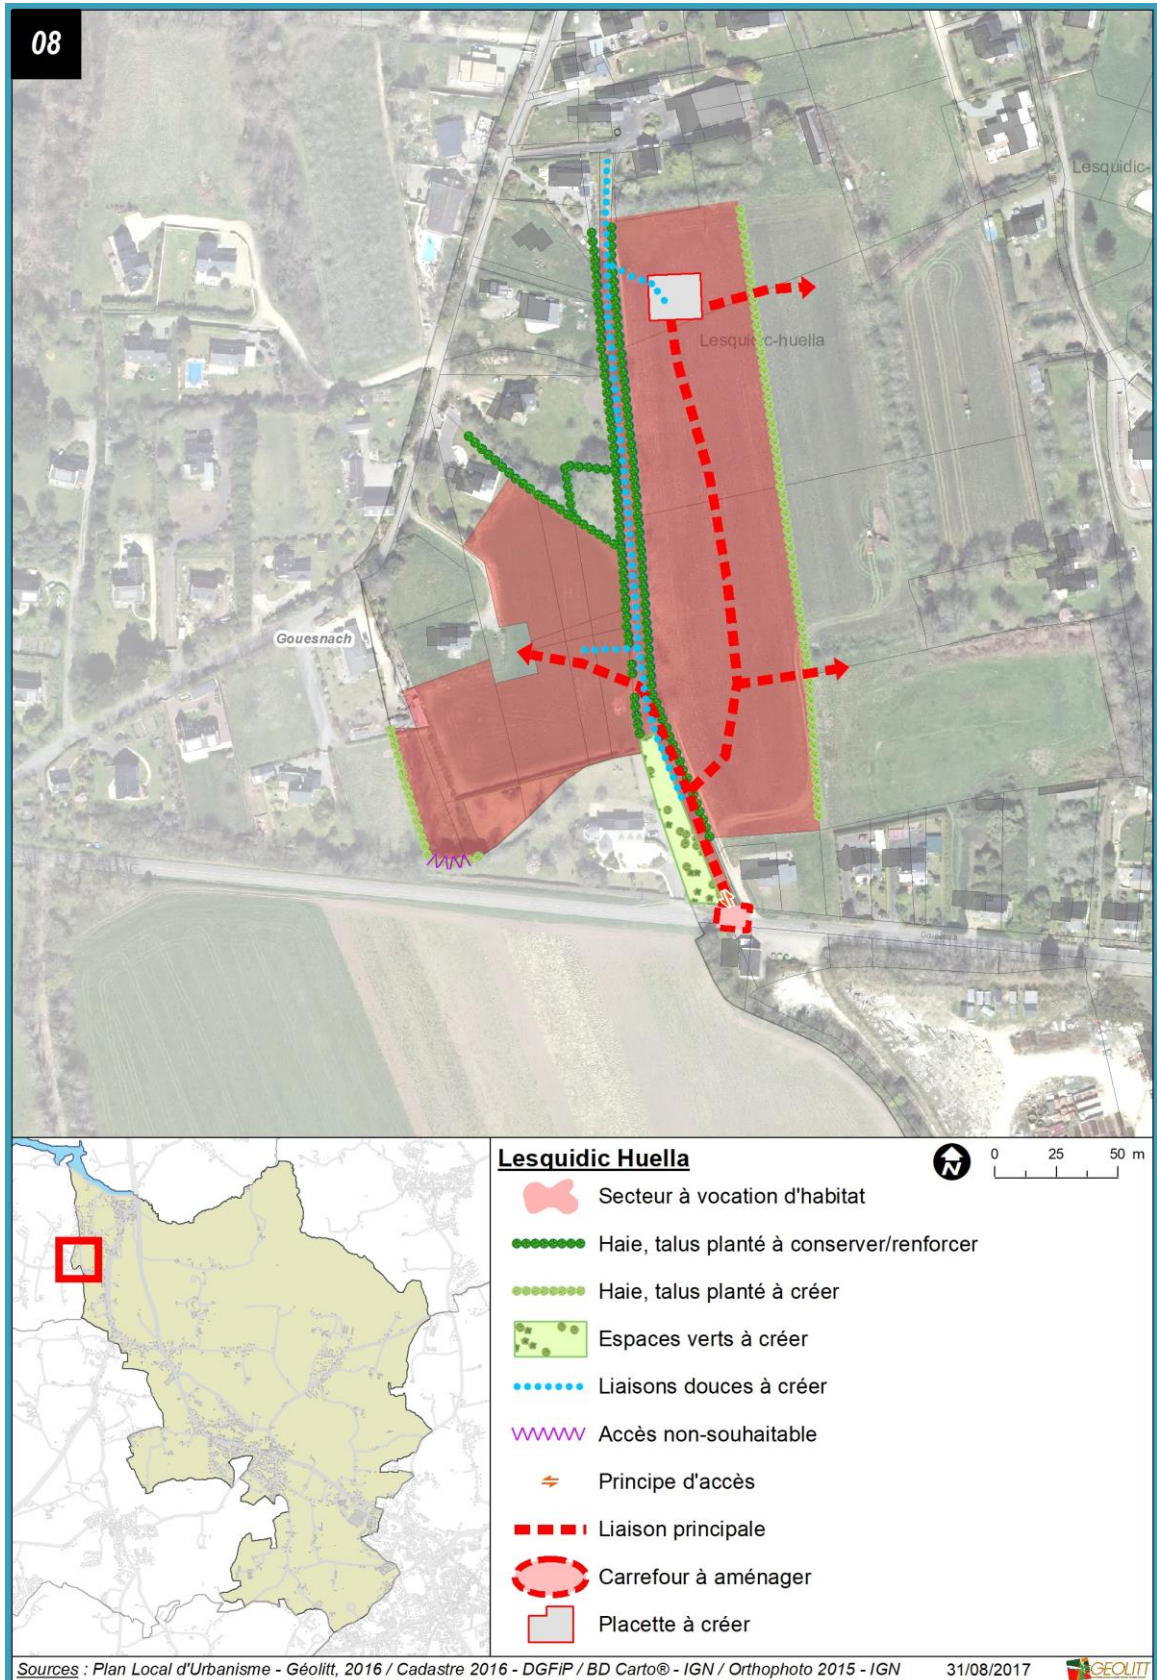 08
Lesquidic-
Lesquidic-huella
Gouesnach
Lesquidic Huella
N
0 25 50 m
Secteur à vocation d'habitat
Haie, talus planté à conserver/renforcer
Haie, talus planté à créer
Espaces verts à créer
Liaisons douces à créer
Accès non-souhaitable
Principe d'accès
Liaison principale
Carrefour à aménager
Placette à créer
Sources : Plan Local d'Urbanisme - Géolitt, 2016 / Cadastre 2016 - DGFiP / BD Carto® - IGN / Orthophoto 2015 - IGN 31/08/2017 GEOLITT